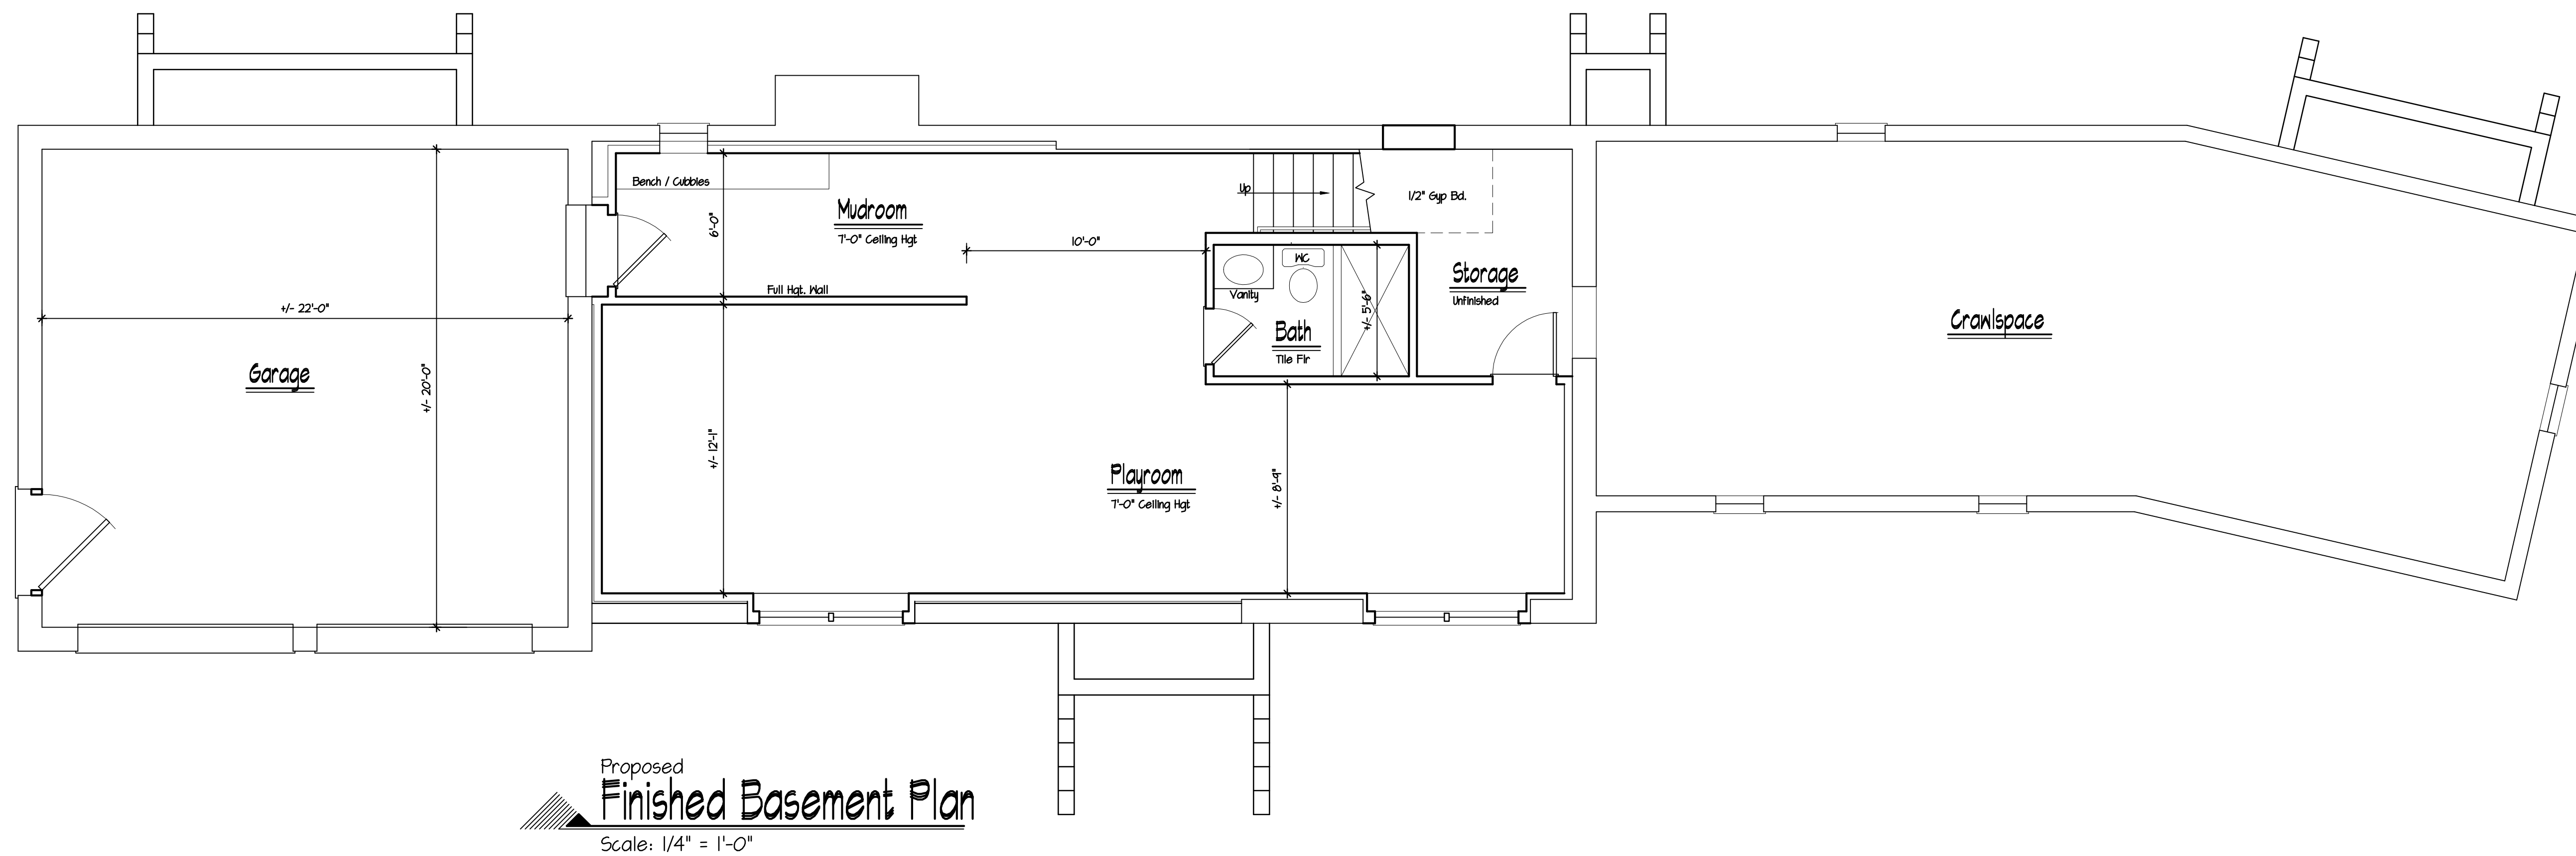 Bench / Cubbies
Mudroom
7'-0" Ceiling Hgt
6'-0"
10'-0"
Full Hgt. Wall
Up
1/2" Gyp Bd.
WC
Vanity
Bath
Tile Flr
+/- 5'-6"
Storage
Unfinished
Crawlspace
+/- 22'-0"
Garage
+/- 20'-0"
+/- 12'-1"
Playroom
7'-0" Ceiling Hgt
+/- 8'-9"
Proposed
Finished Basement Plan
Scale: 1/4" = 1'-0"